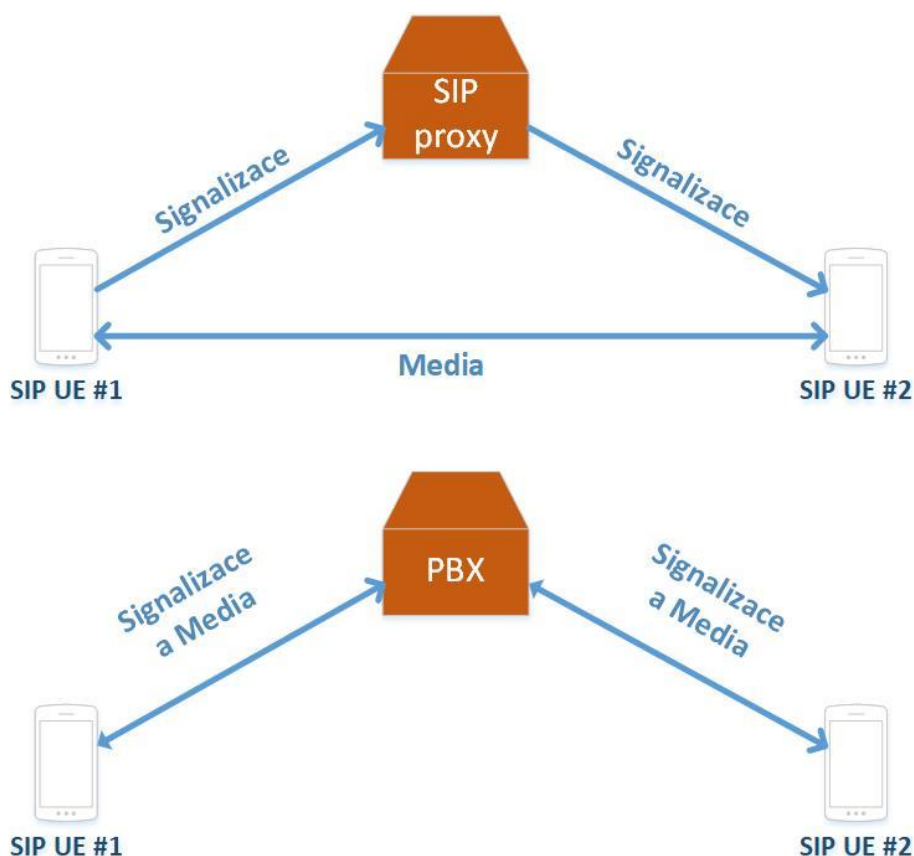 SIP
proxy
Signalizace
Signalizace
Media
SIP UE #1
SIP UE #2
PBX
Signalizace
a Media
Signalizace
a Media
SIP UE #1
SIP UE #2